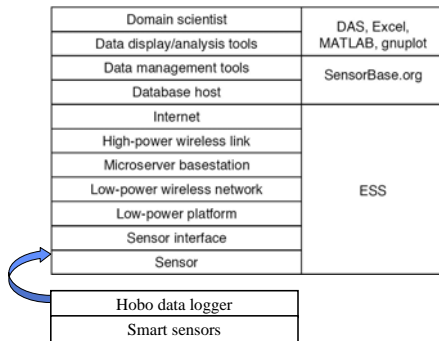 Domain scientist
Data display/analysis tools
DAS, Excel,
MATLAB, gnuplot
Data management tools
Database host
SensorBase.org
Internet
High-power wireless link
Microserver basestation
Low-power wireless network
Low-power platform
Sensor interface
Sensor
ESS
Hobo data logger
Smart sensors